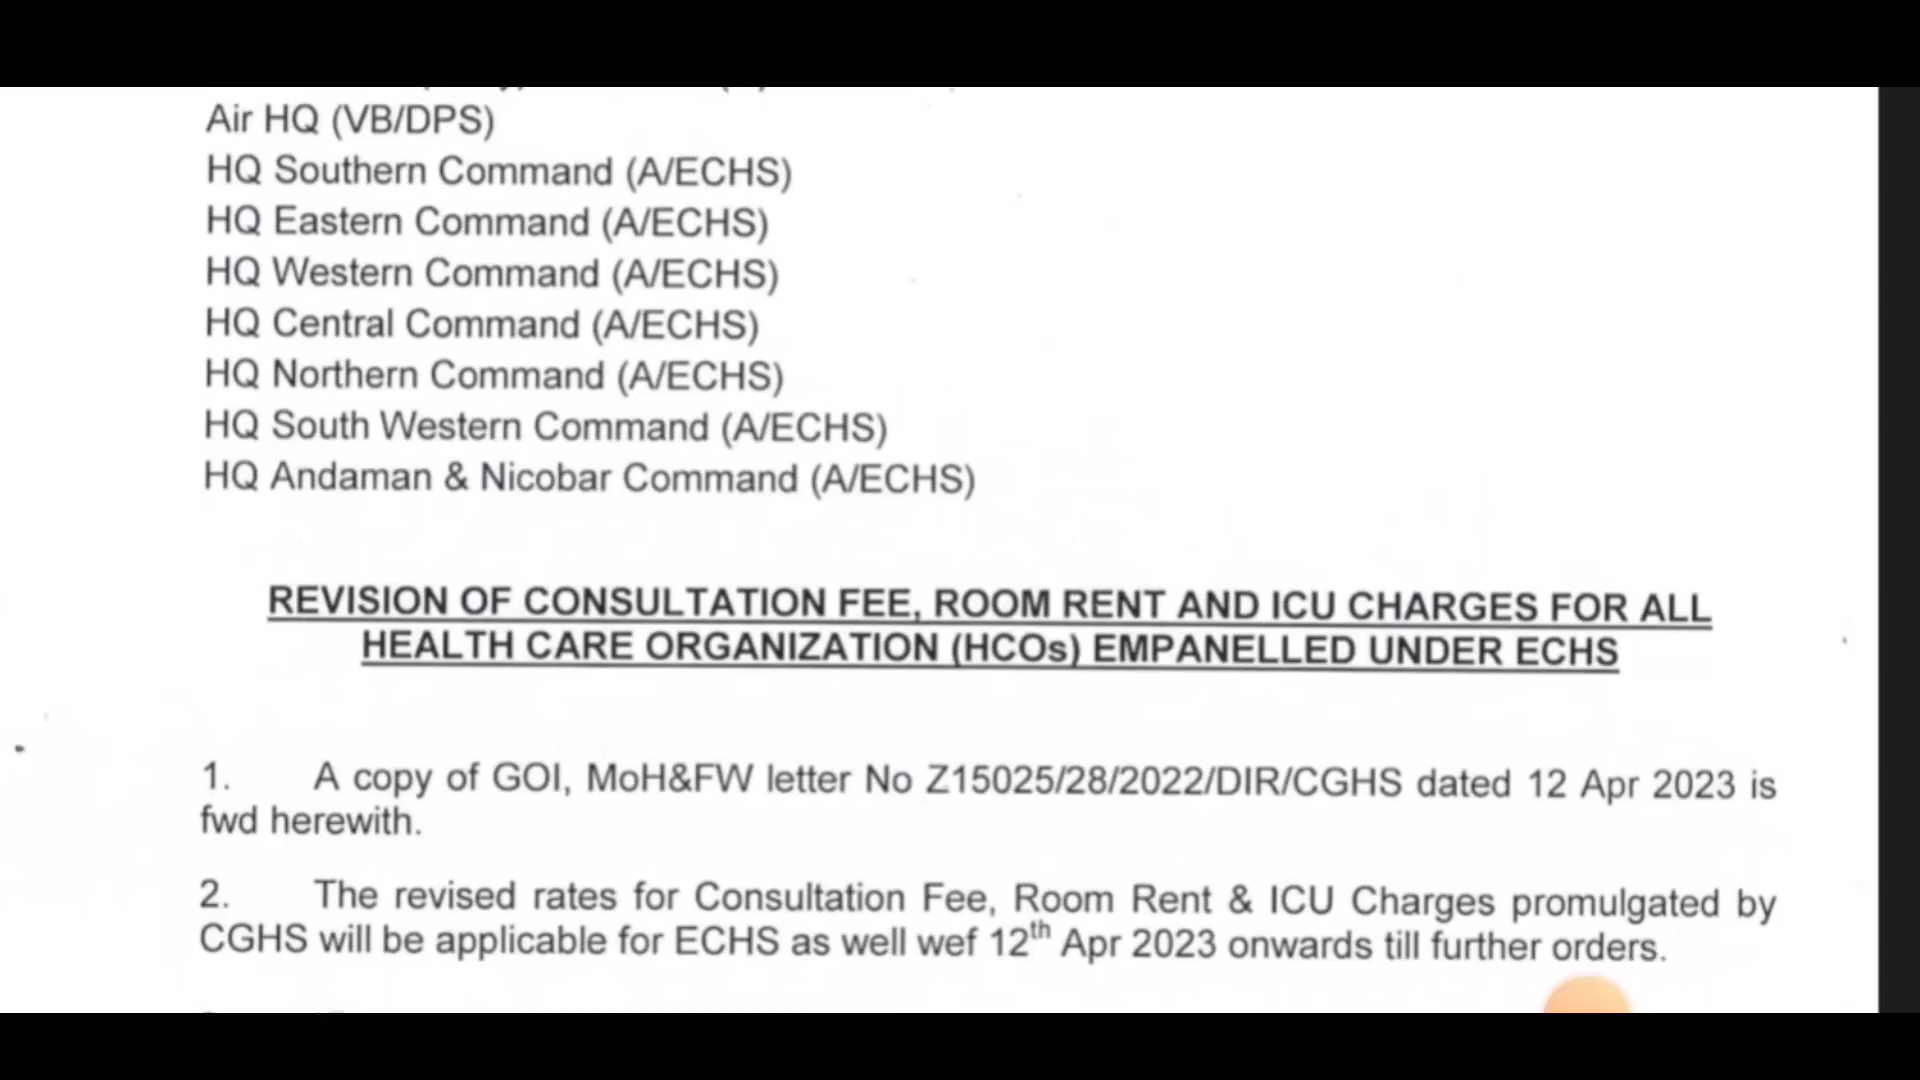 Air HQ (VB/DPS)
HQ Southern Command (A/ECHS)
HQ Eastern Command (A/ECHS)
HQ Western Command (A/ECHS)
HQ Central Command (A/ECHS)
HQ Northern Command (A/ECHS)
HQ South Western Command (A/ECHS)
HQ Andaman & Nicobar Command (A/ECHS)
REVISION OF CONSULTATION FEE, ROOM RENT AND ICU CHARGES FOR ALL
HEALTH CARE ORGANIZATION (HCOs) EMPANELLED UNDER ECHS
1. A copy of GOI, MoH&FW letter No Z15025/28/2022/DIR/CGHS dated 12 Apr 2023 is
fwd herewith.
2. The revised rates for Consultation Fee, Room Rent & ICU Charges promulgated by
CGHS will be applicable for ECHS as well wef 12th Apr 2023 onwards till further orders.